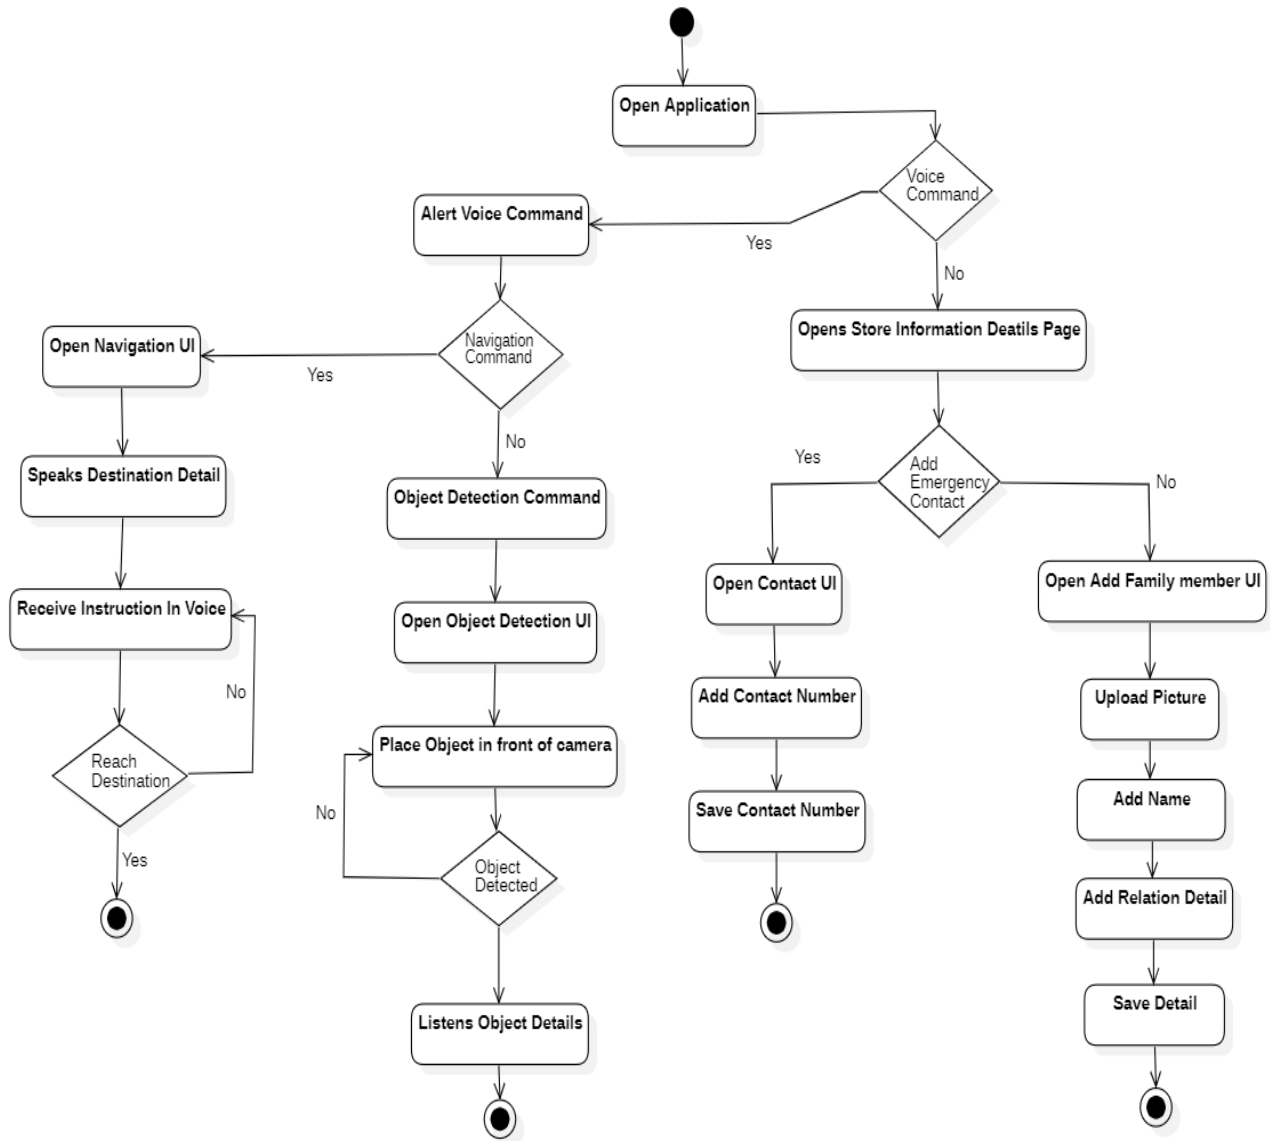 Open Application
Voice
Command
Alert Voice Command
Yes
No
Opens Store Information Deatils Page
Open Navigation UI
Navigation
Command
Yes
No
Speaks Destination Detail
Object Detection Command
Yes
Add
Emergency
Contact
No
Receive Instruction In Voice
Open Object Detection UI
Open Contact UI
Open Add Family member UI
No
Add Contact Number
Upload Picture
Place Object in front of camera
Reach
Destination
No
Save Contact Number
Add Name
Yes
Object
Detected
Add Relation Detail
Listens Object Details
Save Detail